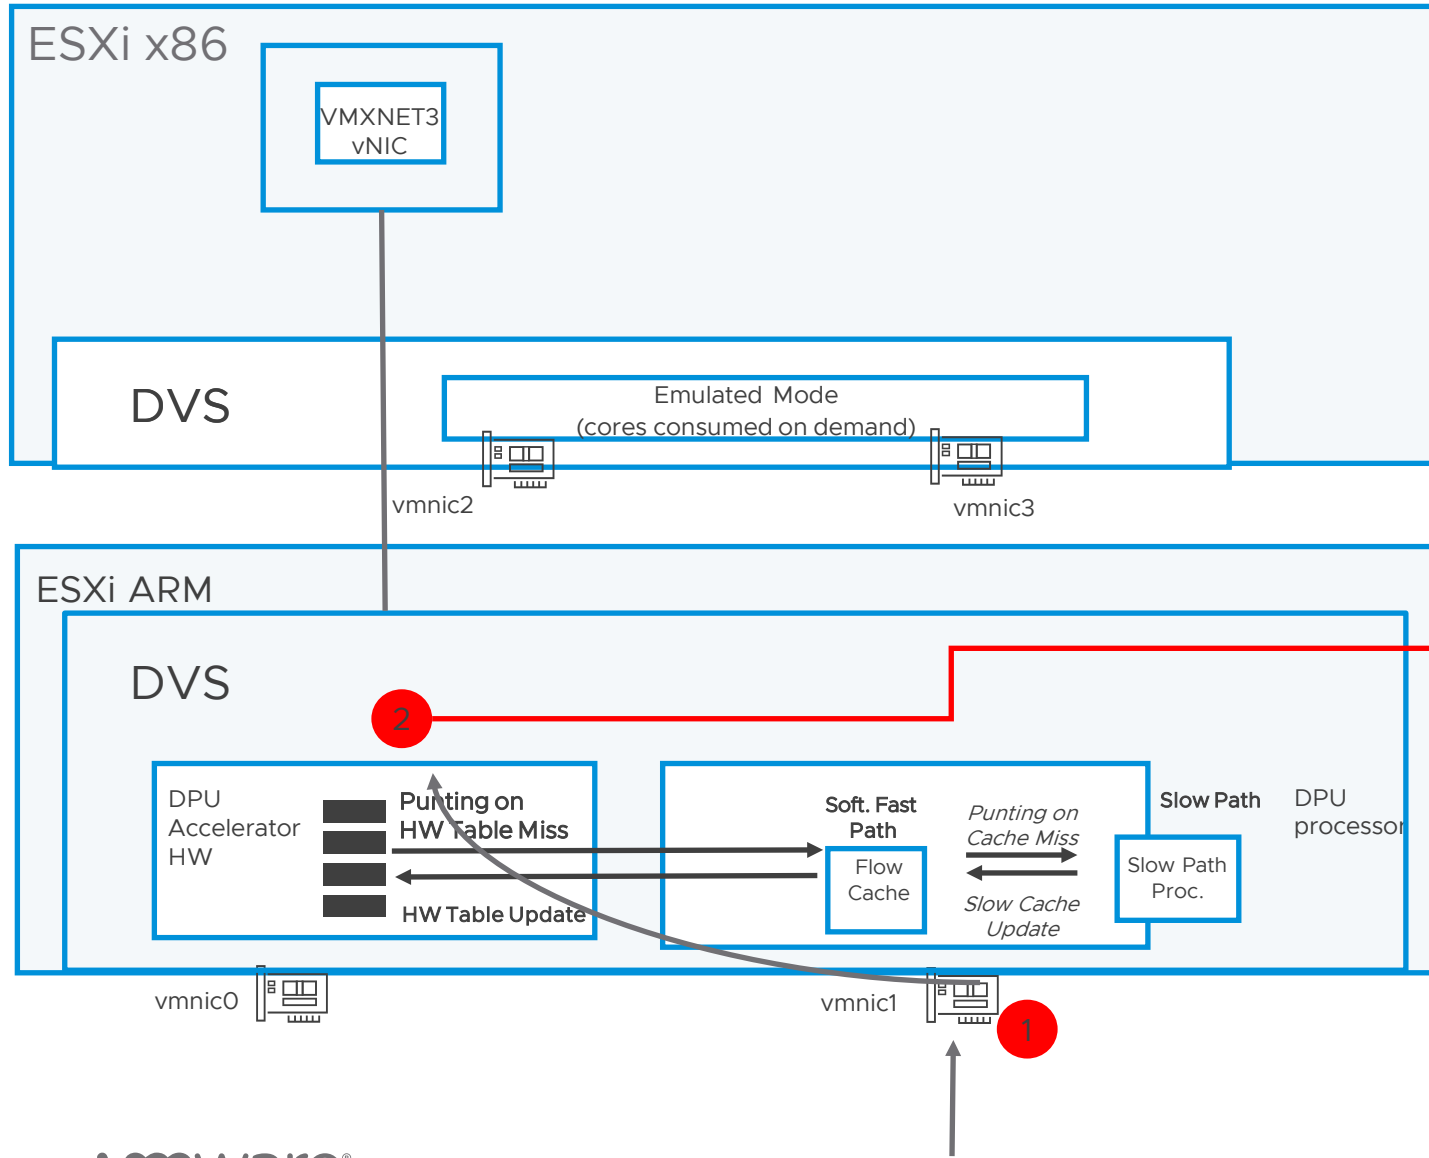 ESXi x86
VMXNET3
vNIC
DVS
Emulated Mode
(cores consumed on demand)
vmnic2
vmnic3
ESXi ARM
DVS
2
DPU
Accelerator
HW
Punting on
HW Table Miss
HW Table Update
Soft. Fast
Path
Flow
Cache
Punting on
Cache Miss
Slow Cache
Update
Slow Path
Slow Path
Proc.
DPU
processor
vmnic0
vmnic1
1